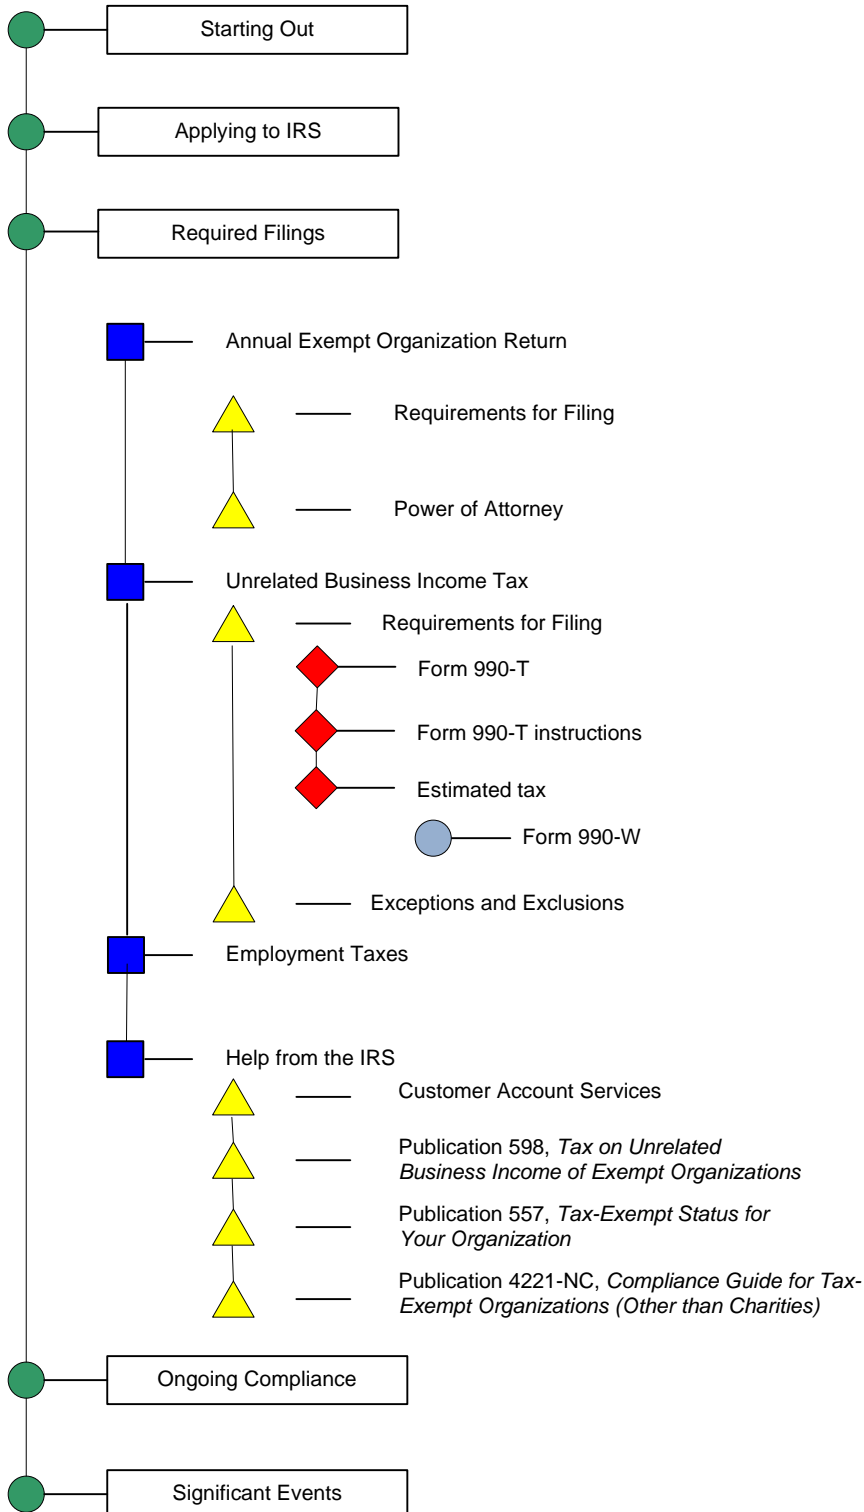 Starting Out
Applying to IRS
Required Filings
Annual Exempt Organization Return
Requirements for Filing
Power of Attorney
Unrelated Business Income Tax
Requirements for Filing
Form 990-T
Form 990-T instructions
Estimated tax
Form 990-W
Exceptions and Exclusions
Employment Taxes
Help from the IRS
Customer Account Services
Publication 598, Tax on Unrelated
Business Income of Exempt Organizations
Publication 557, Tax-Exempt Status for
Your Organization
Publication 4221-NC, Compliance Guide for Tax-
Exempt Organizations (Other than Charities)
Ongoing Compliance
Significant Events